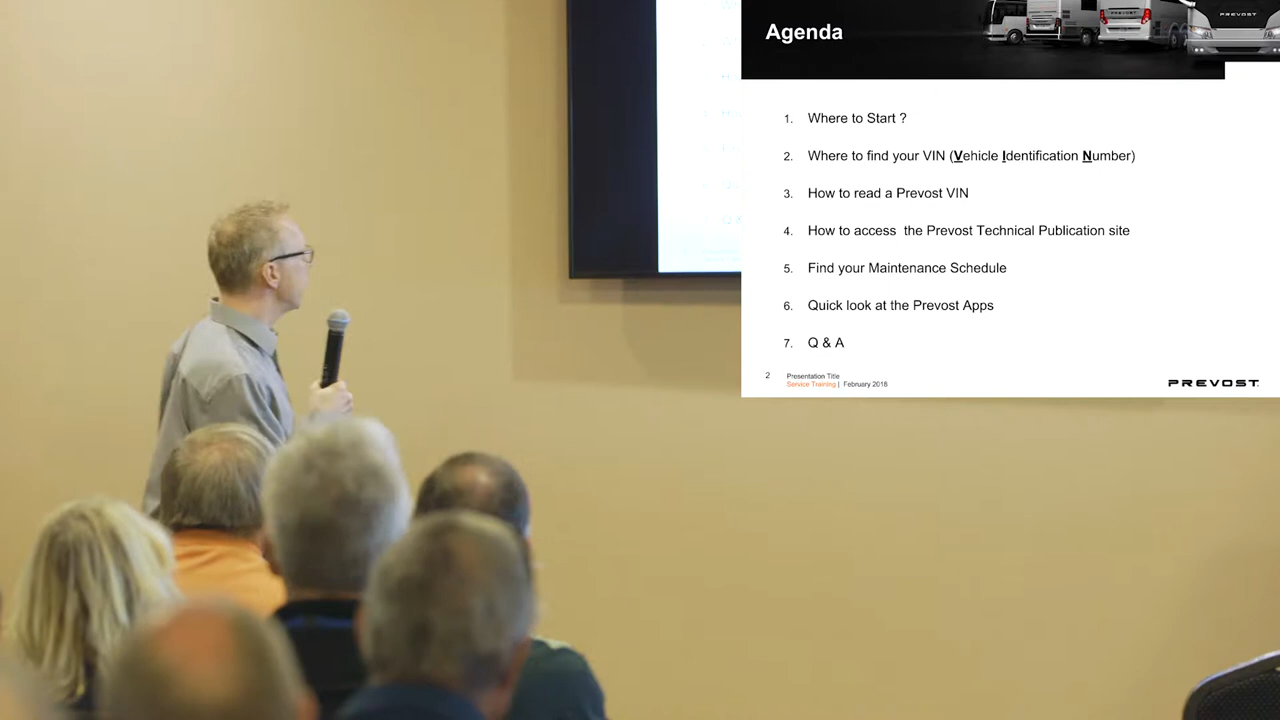 Agenda
PREVOST
1. Where to Start ?
2. Where to find your VIN (Vehicle Identification Number)
3. How to read a Prevost VIN
4. How to access the Prevost Technical Publication site
5. Find your Maintenance Schedule
6. Quick look at the Prevost Apps
7. Q & A
2 Presentation Title
Service Training | February 2018
PREVOST